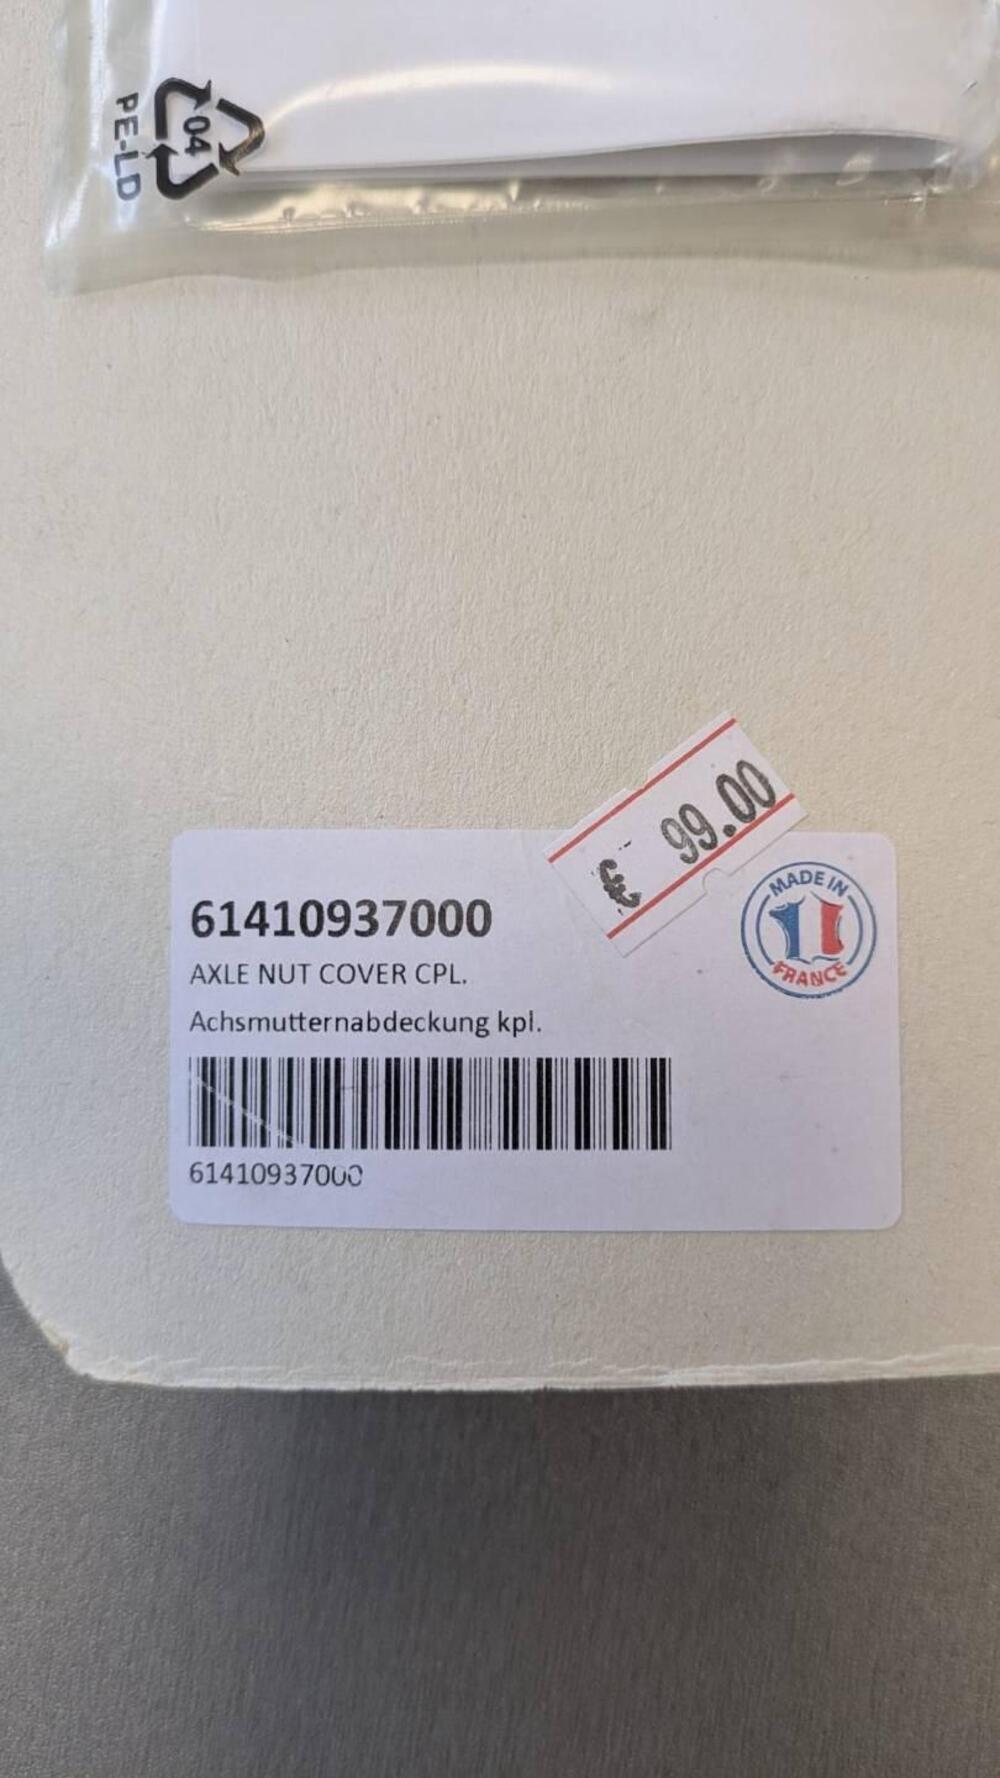 04
PE-LD
€ 99.00
61410937000
AXLE NUT COVER CPL.
Achsmutternabdeckung kpl.
MADE IN
FRANCE
61410937000